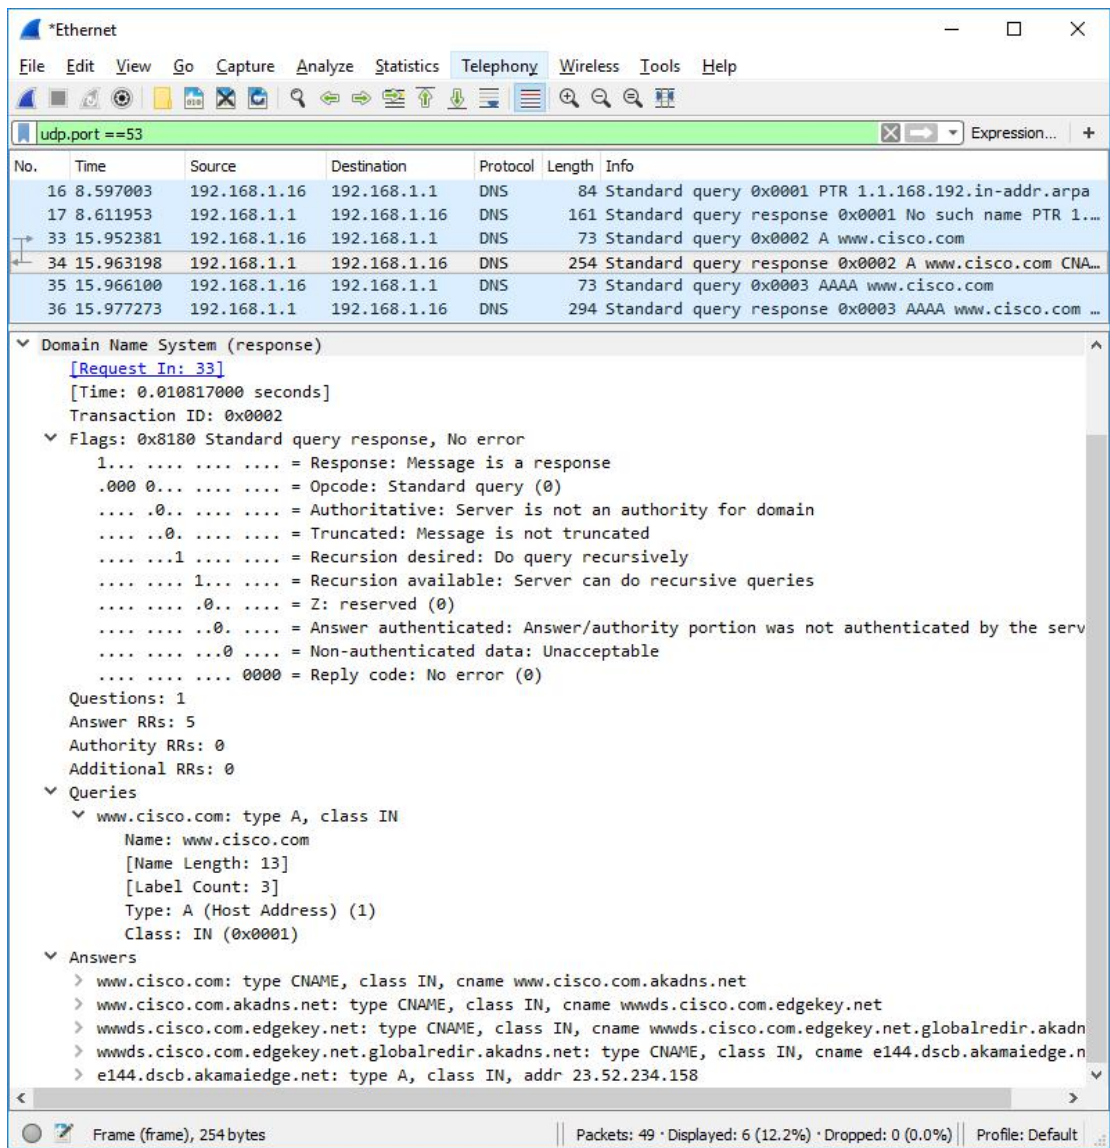 *Ethernet
File Edit View Go Capture Analyze Statistics Telephony Wireless Tools Help
udp.port ==53 Expression... +
No. Time Source Destination Protocol Length Info
16 8.597003 192.168.1.16 192.168.1.1 DNS 84 Standard query 0x0001 PTR 1.1.168.192.in-addr.arpa
17 8.611953 192.168.1.1 192.168.1.16 DNS 161 Standard query response 0x0001 No such name PTR 1.…
33 15.952381 192.168.1.16 192.168.1.1 DNS 73 Standard query 0x0002 A www.cisco.com
34 15.963198 192.168.1.1 192.168.1.16 DNS 254 Standard query response 0x0002 A www.cisco.com CNA…
35 15.966100 192.168.1.16 192.168.1.1 DNS 73 Standard query 0x0003 AAAA www.cisco.com
36 15.977273 192.168.1.1 192.168.1.16 DNS 294 Standard query response 0x0003 AAAA www.cisco.com …
Domain Name System (response)
[Request In: 33]
[Time: 0.010817000 seconds]
Transaction ID: 0x0002
Flags: 0x8180 Standard query response, No error
1... .... .... .... = Response: Message is a response
.000 0... .... .... = Opcode: Standard query (0)
.... .0.. .... .... = Authoritative: Server is not an authority for domain
.... ..0. .... .... = Truncated: Message is not truncated
.... ...1 .... .... = Recursion desired: Do query recursively
.... .... 1... .... = Recursion available: Server can do recursive queries
.... .... .0.. .... = Z: reserved (0)
.... .... ..0. .... = Answer authenticated: Answer/authority portion was not authenticated by the serv
.... .... ...0 .... = Non-authenticated data: Unacceptable
.... .... .... 0000 = Reply code: No error (0)
Questions: 1
Answer RRs: 5
Authority RRs: 0
Additional RRs: 0
Queries
www.cisco.com: type A, class IN
Name: www.cisco.com
[Name Length: 13]
[Label Count: 3]
Type: A (Host Address) (1)
Class: IN (0x0001)
Answers
www.cisco.com: type CNAME, class IN, cname www.cisco.com.akadns.net
www.cisco.com.akadns.net: type CNAME, class IN, cname wwwds.cisco.com.edgekey.net
wwwds.cisco.com.edgekey.net: type CNAME, class IN, cname wwwds.cisco.com.edgekey.net.globalredir.akadn
wwwds.cisco.com.edgekey.net.globalredir.akadns.net: type CNAME, class IN, cname e144.dscb.akamaiedge.n
e144.dscb.akamaiedge.net: type A, class IN, addr 23.52.234.158
Frame (frame), 254 bytes Packets: 49 · Displayed: 6 (12.2%) · Dropped: 0 (0.0%) Profile: Default